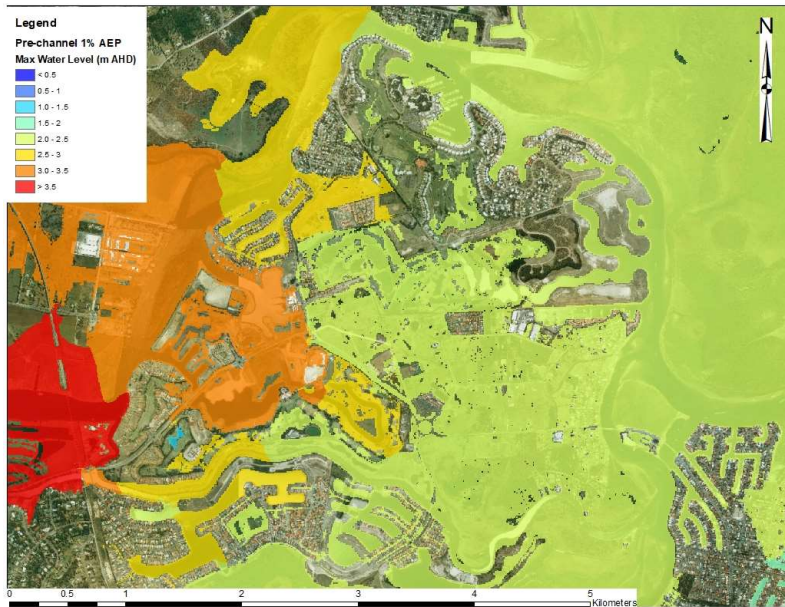 Legend
Pre-channel 1% AEP
Max Water Level (m AHD)
< 0.5
0.5 - 1
1.0 - 1.5
1.5 - 2
2.0 - 2.5
2.5 - 3
3.0 - 3.5
> 3.5
N
0 0.5 1 2 3 4 5
Kilometers